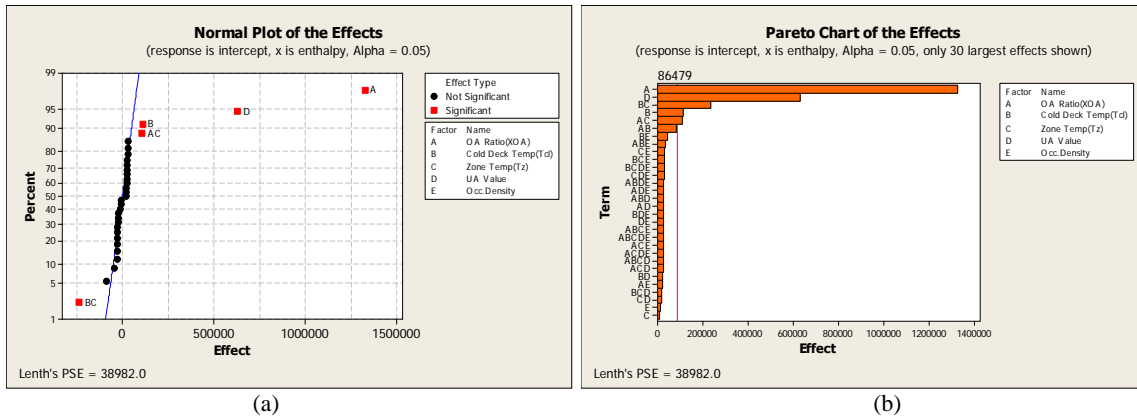 Normal Plot of the Effects
(response is intercept, x is enthalpy, Alpha = 0.05)
99
95
90
80
70
60
50
40
30
20
10
5
1
Percent
A
D
B
AC
BC
0
500000
1000000
1500000
Effect
Effect Type
Not Significant
Significant
Factor Name
A OA Ratio(XOA)
B Cold Deck Temp(Tcl)
C Zone Temp(Tz)
D UA Value
E Occ.Density
Lenth's PSE = 38982.0
(a)
Pareto Chart of the Effects
(response is intercept, x is enthalpy, Alpha = 0.05, only 30 largest effects shown)
86479
Term
A
D
BC
B
AC
AB
BE
ABE
CE
BCE
BCDE
CDE
ABDE
ADE
ABD
AD
BDE
DE
ABCE
ABCDE
ACE
ACDE
ABCD
ACD
BD
AE
BCD
CD
E
C
0
200000
400000
600000
800000
1000000
1200000
1400000
Effect
Factor Name
A OA Ratio(XOA)
B Cold Deck Temp(Tcl)
C Zone Temp(Tz)
D UA Value
E Occ.Density
Lenth's PSE = 38982.0
(b)